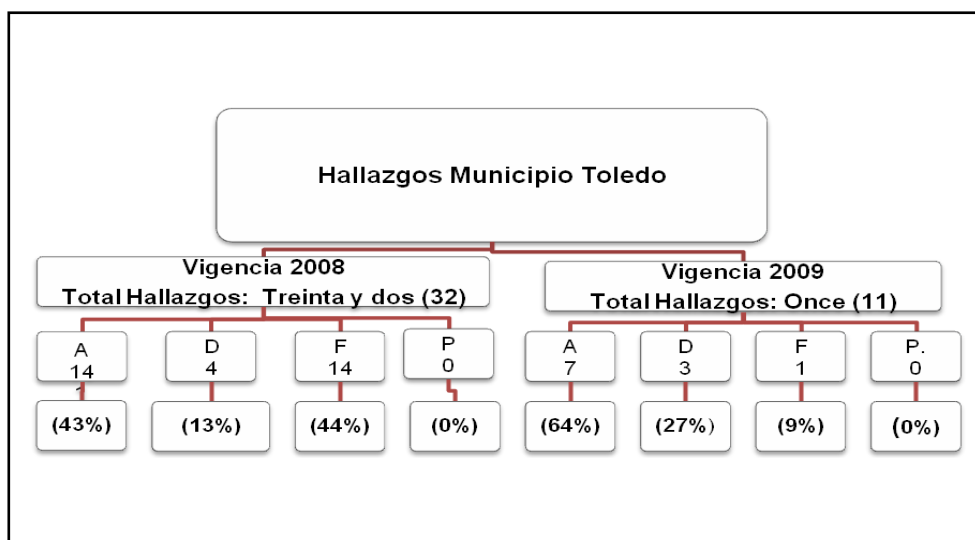 Hallazgos Municipio Toledo
Vigencia 2008
Total Hallazgos: Treinta y dos (32)
Vigencia 2009
Total Hallazgos: Once (11)
A
14
D
4
F
14
P
0
A
7
D
3
F
1
P.
0
(43%)
(13%)
(44%)
(0%)
(64%)
(27%)
(9%)
(0%)